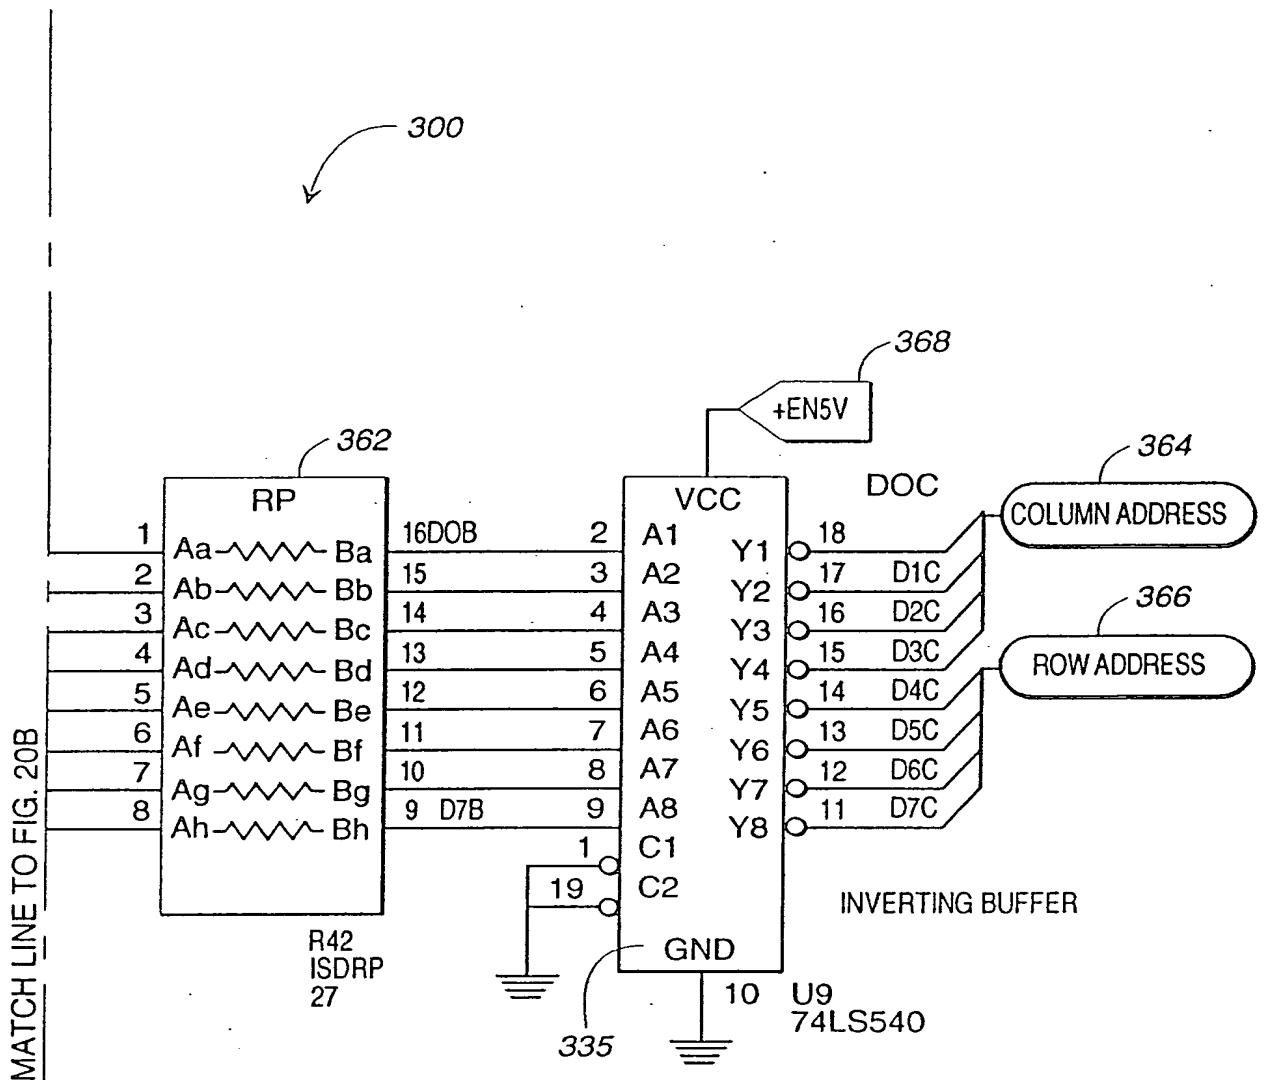 300
368
+EN5V
362
364
RP
VCC
DOC
COLUMN ADDRESS
1 Aa Ba 16DOB 2 A1 Y1 18
2 Ab Bb 15 3 A2 Y2 17 D1C
3 Ac Bc 14 4 A3 Y3 16 D2C
366
4 Ad Bd 13 5 A4 Y4 15 D3C
ROW ADDRESS
5 Ae Be 12 6 A5 Y5 14 D4C
6 Af Bf 11 7 A6 Y6 13 D5C
7 Ag Bg 10 8 A7 Y7 12 D6C
8 Ah Bh 9 D7B 9 A8 Y8 11 D7C
1 C1
19 C2
INVERTING BUFFER
R42
ISDRP
27
GND
10
U9
74LS540
335
MATCH LINE TO FIG. 20B